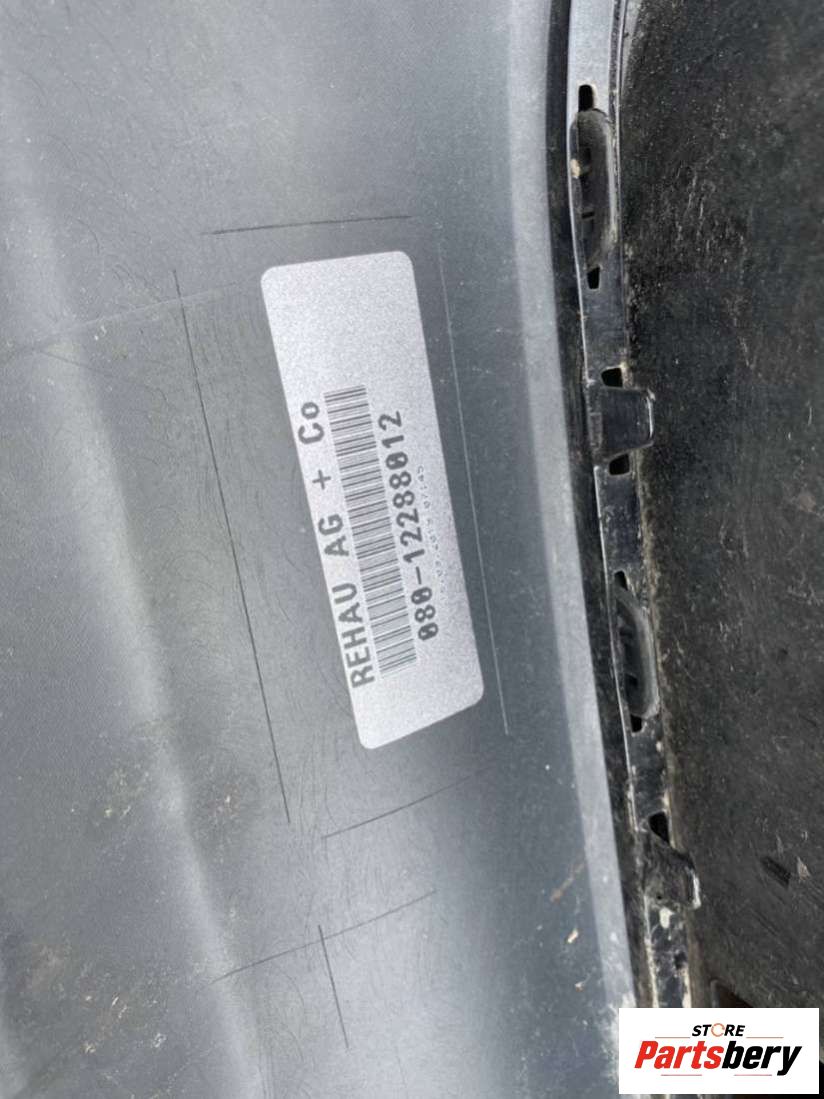 REHAU AG + Co
080-12288012
STORE
Partsbery